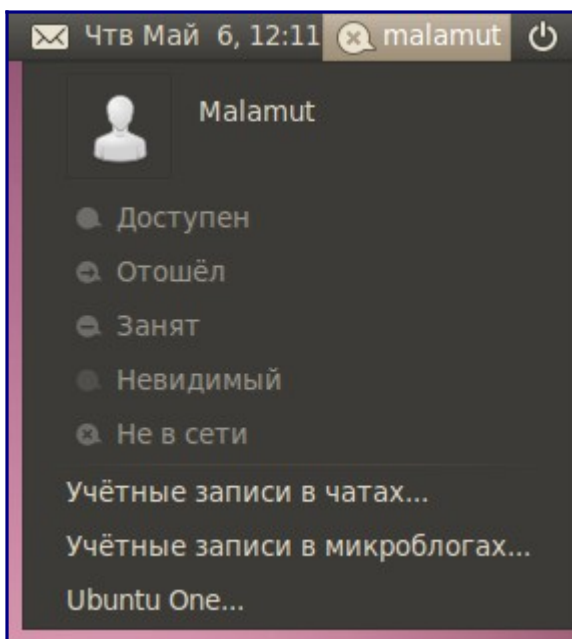 Чтв Май 6, 12:11 malamut
Malamut
Доступен
Отошёл
Занят
Невидимый
Не в сети
Учётные записи в чатах...
Учётные записи в микроблогах...
Ubuntu One...